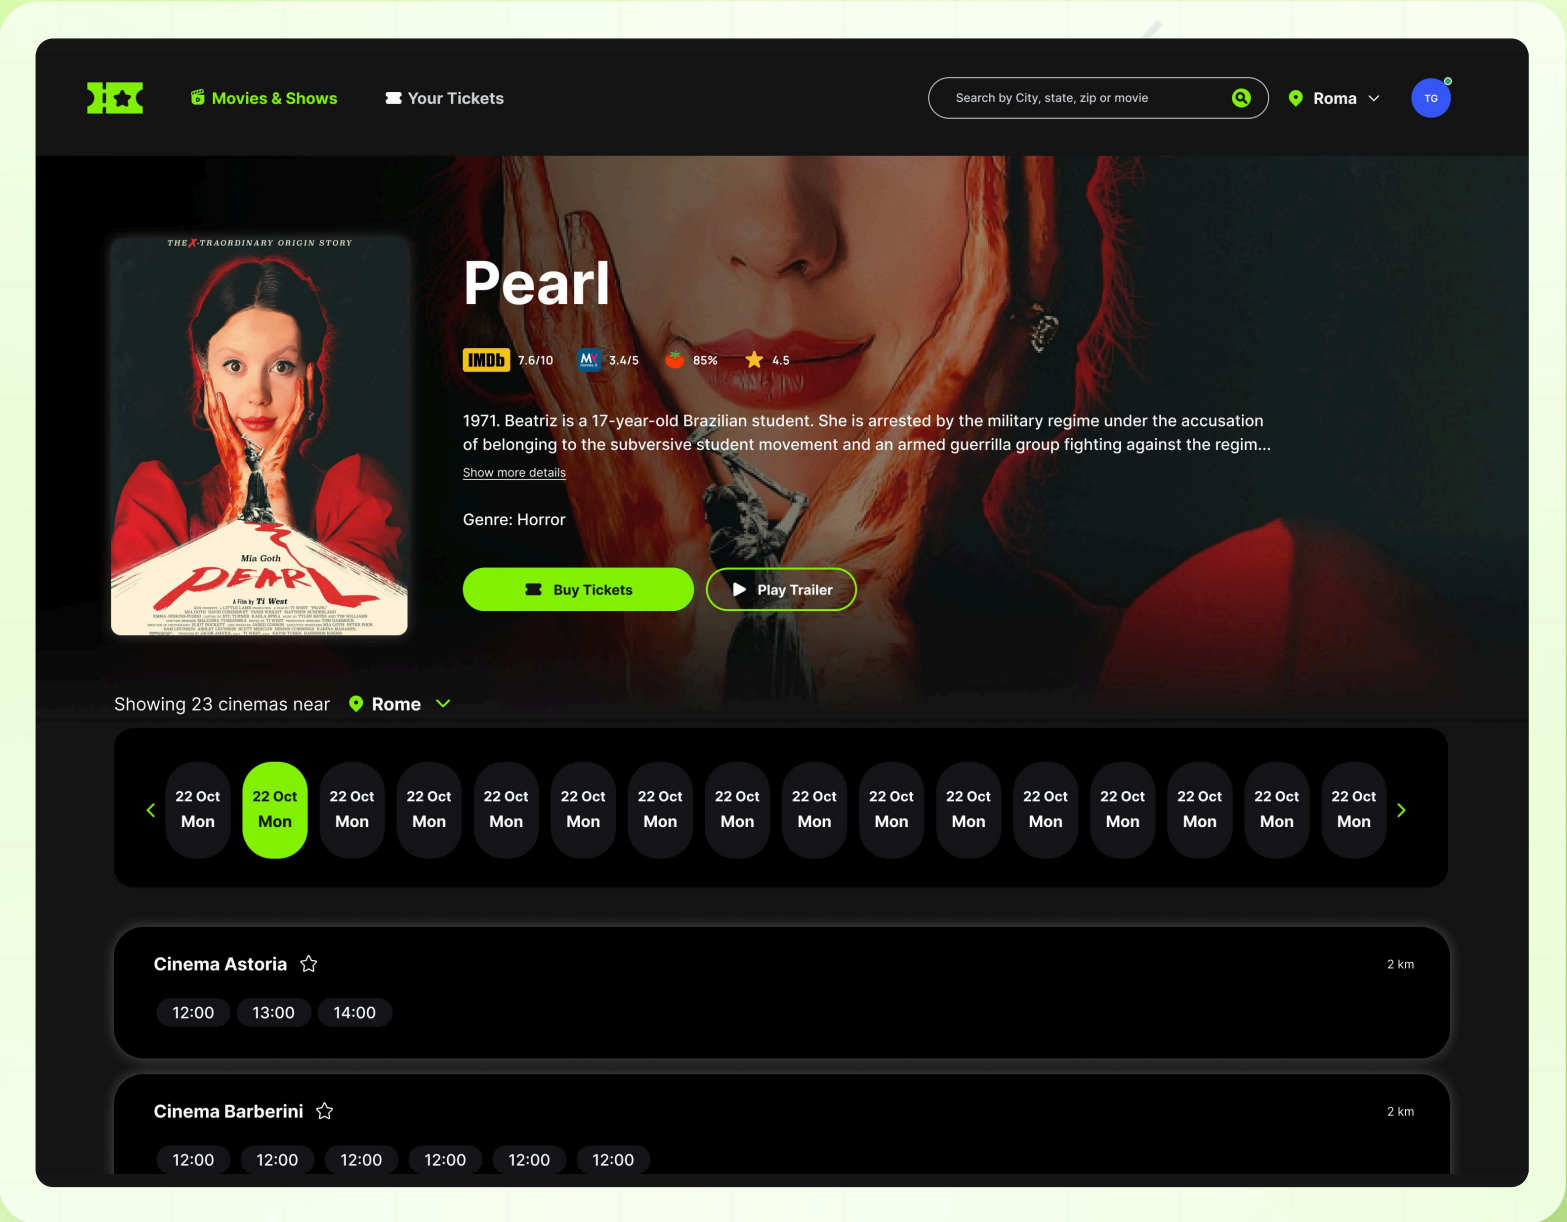 Movies & Shows
Your Tickets
Search by City, state, zip or movie
Roma
TG
THE X-TRAORDINARY ORIGIN STORY
Mia Goth
PEARL
A Film by Ti West
Pearl
IMDb 7.6/10
MY 3.4/5
85%
4.5
1971. Beatriz is a 17-year-old Brazilian student. She is arrested by the military regime under the accusation
of belonging to the subversive student movement and an armed guerrilla group fighting against the regim...
Show more details
Genre: Horror
Buy Tickets
Play Trailer
Showing 23 cinemas near
Rome
22 Oct 22 Oct 22 Oct 22 Oct 22 Oct 22 Oct 22 Oct 22 Oct 22 Oct 22 Oct 22 Oct 22 Oct 22 Oct 22 Oct 22 Oct 22 Oct
Mon Mon Mon Mon Mon Mon Mon Mon Mon Mon Mon Mon Mon Mon Mon Mon
Cinema Astoria
2 km
12:00 13:00 14:00
Cinema Barberini
2 km
12:00 12:00 12:00 12:00 12:00 12:00